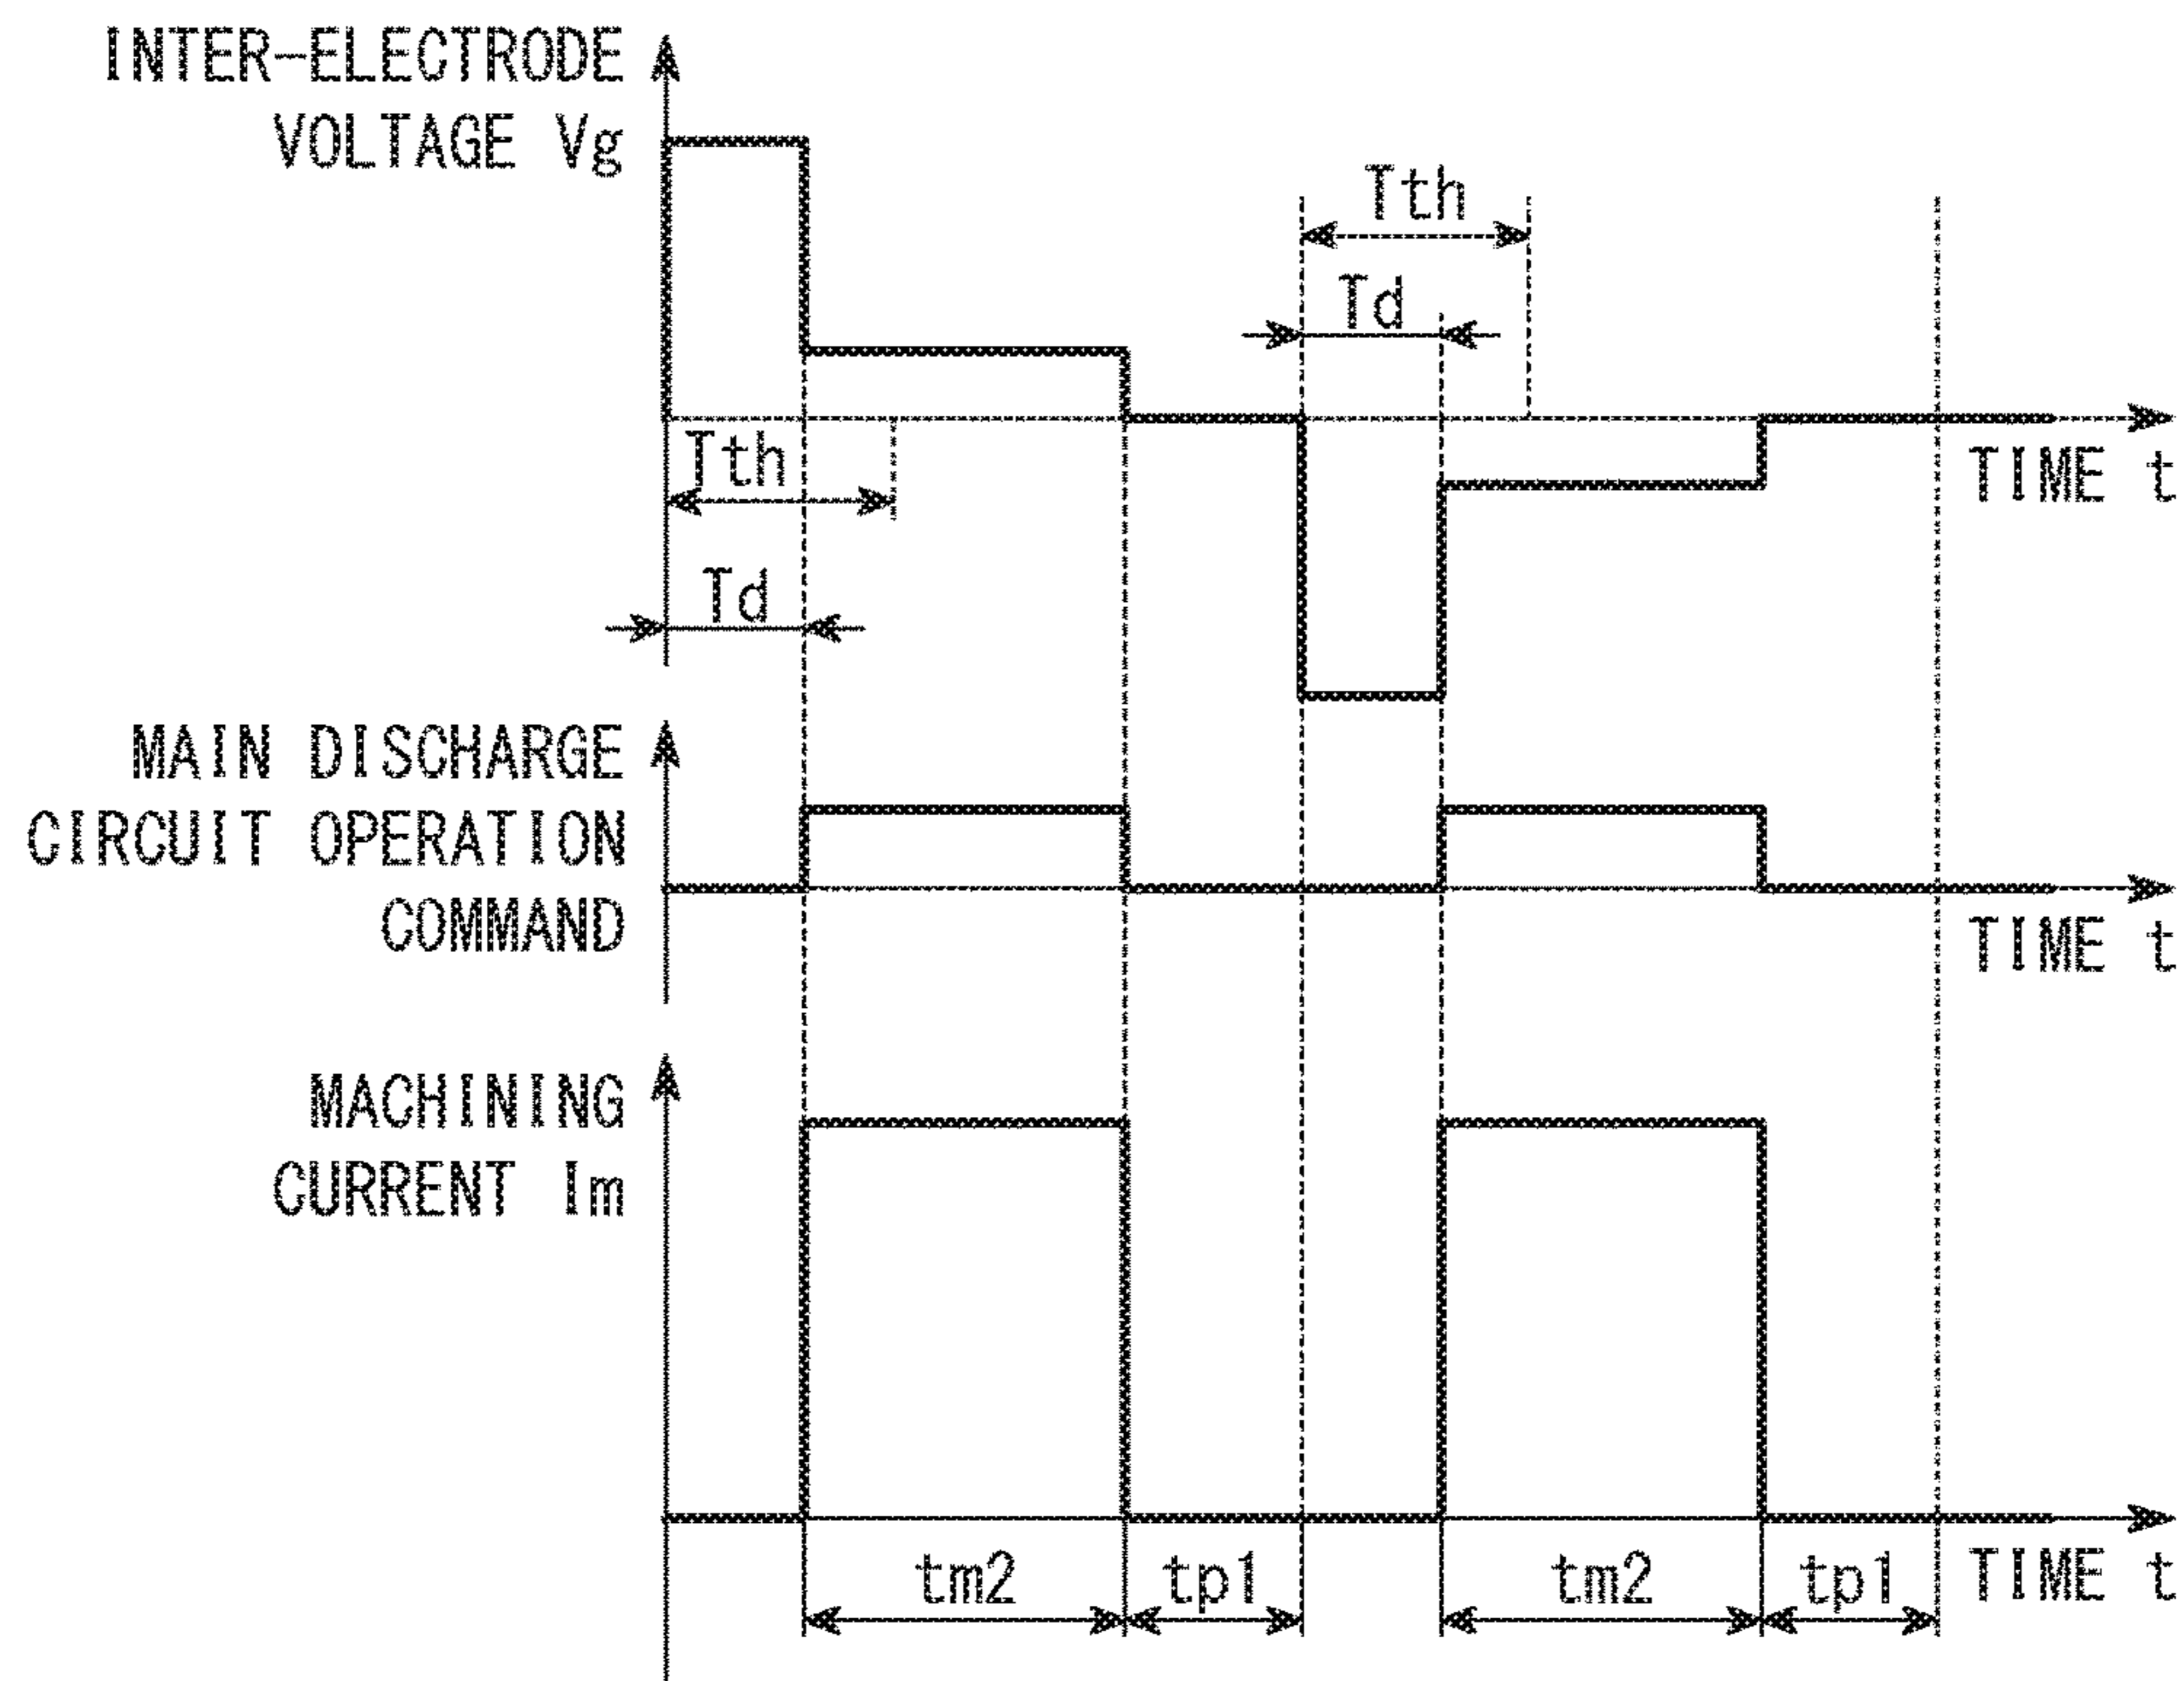 INTER-ELECTRODE
VOLTAGE Vg
Tth
Td
Tth
TIME t
Td
MAIN DISCHARGE
CIRCUIT OPERATION
COMMAND
TIME t
MACHINING
CURRENT Im
tm2 tp1 tm2 tp1 TIME t